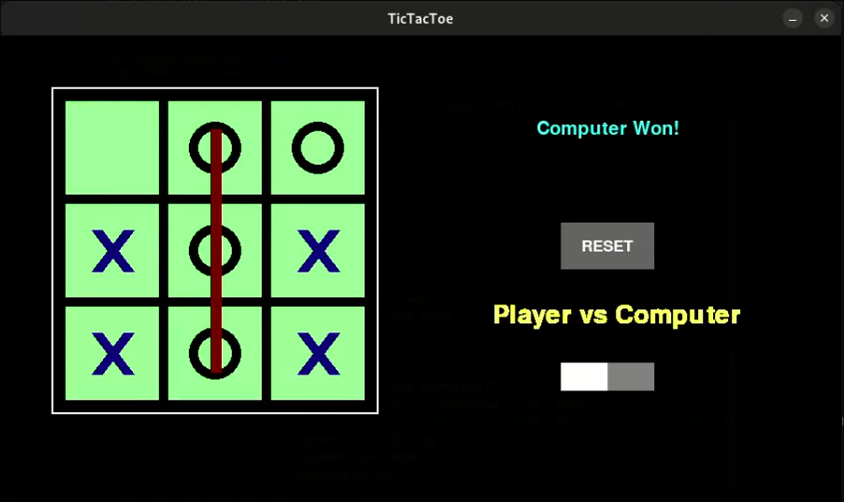 TicTacToe
Computer Won!
O O
X O X
X O X
RESET
Player vs Computer